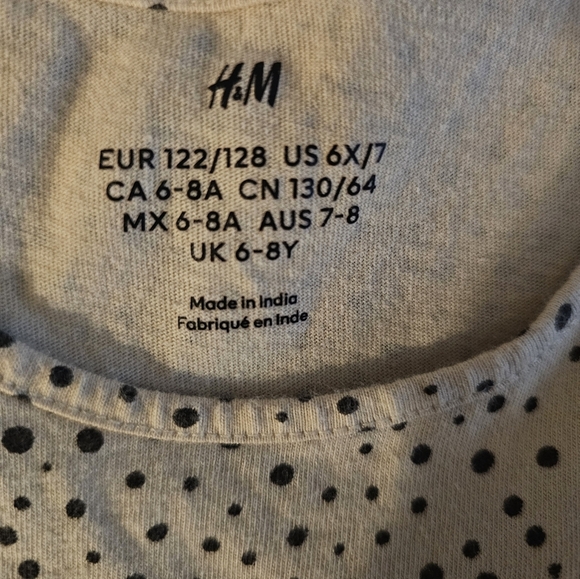 H&M
EUR 122/128 US 6X/7
CA 6-8A CN 130/64
MX 6-8A AUS 7-8
UK 6-8Y
Made in India
Fabriqué en Inde